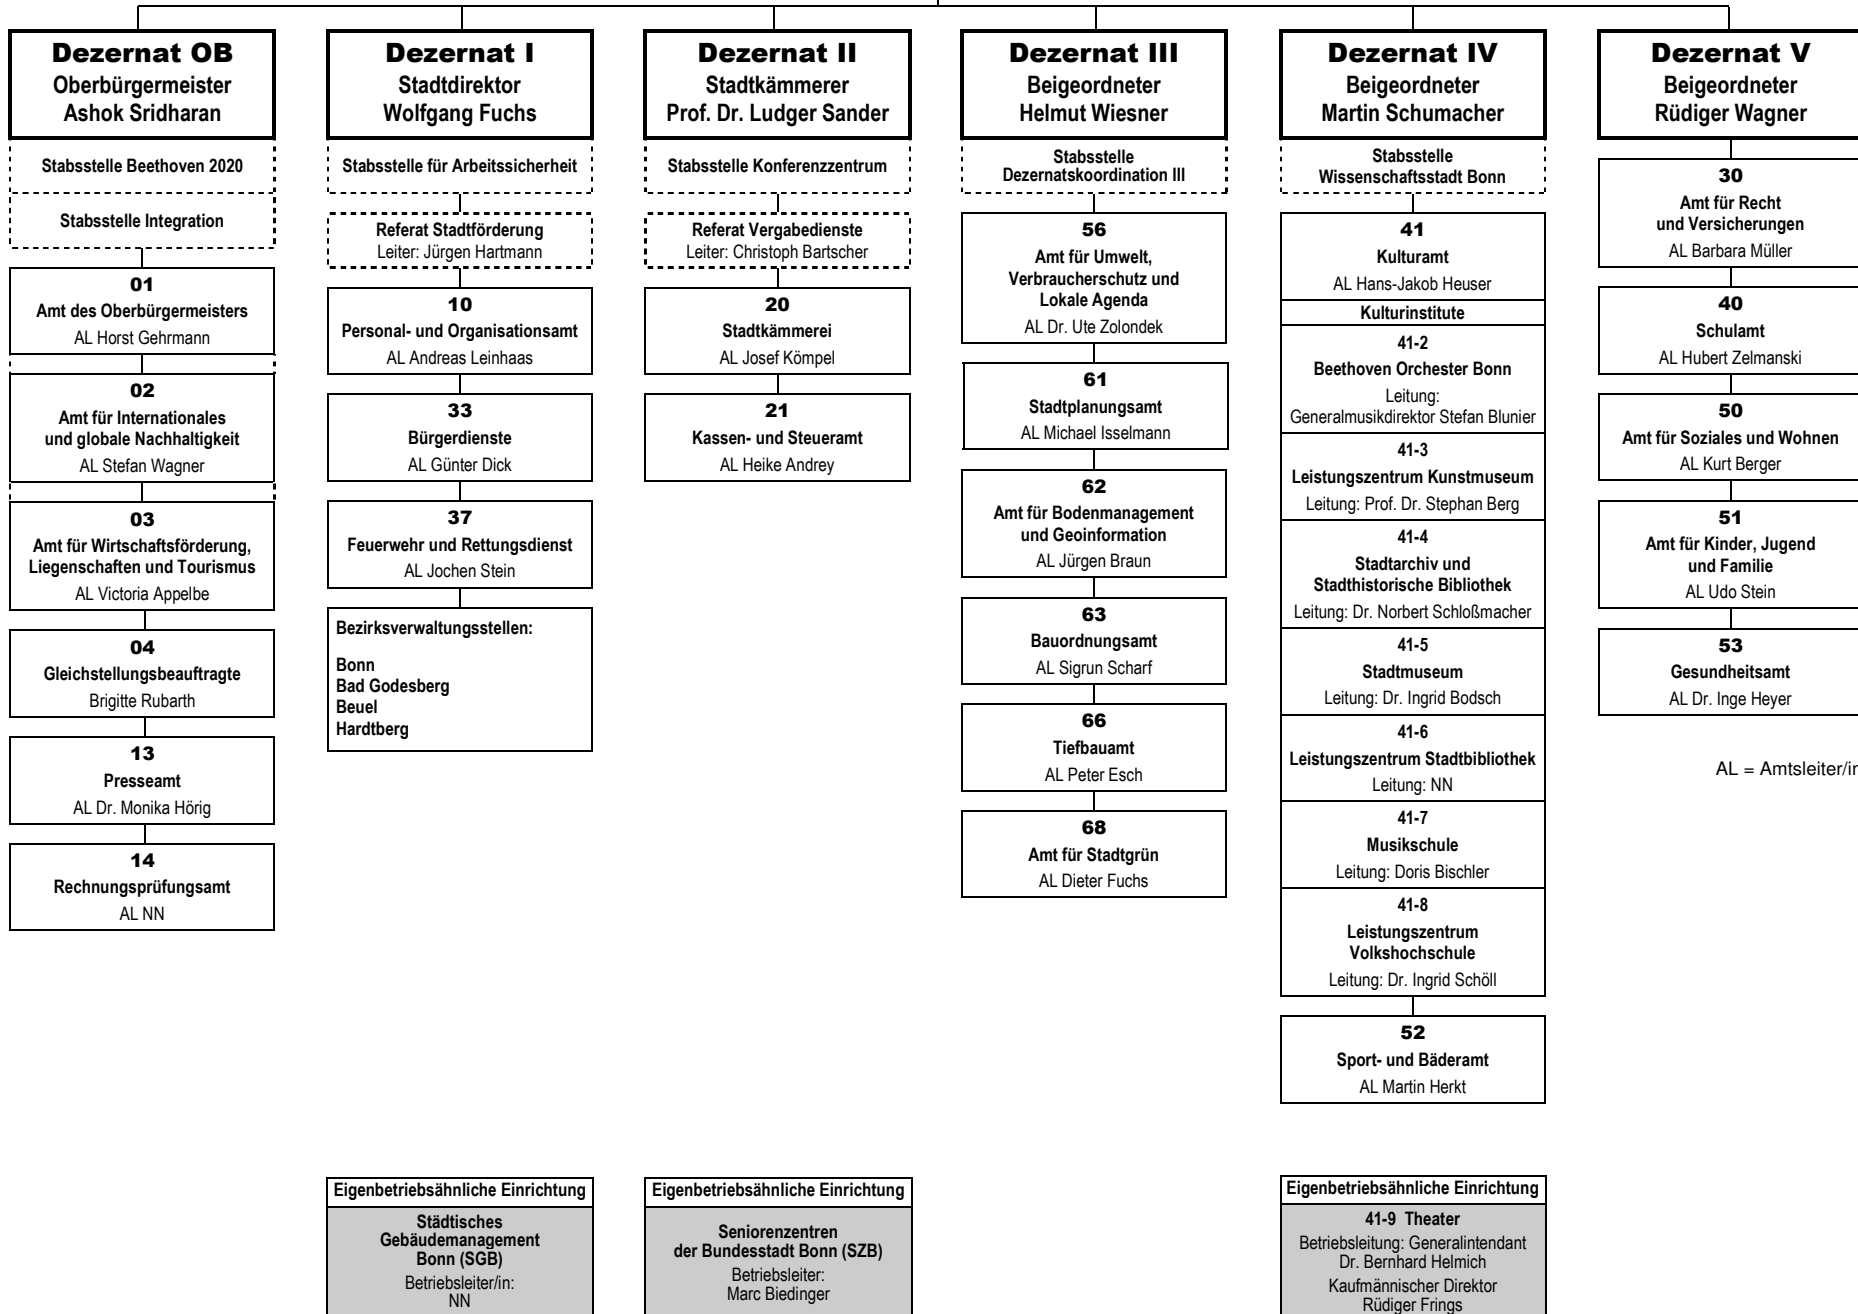 Dezernat OB
Oberbürgermeister
Ashok Sridharan
Stabsstelle Beethoven 2020
Stabsstelle Integration
01
Amt des Oberbürgermeisters
AL Horst Gehrmann
02
Amt für Internationales
und globale Nachhaltigkeit
AL Stefan Wagner
03
Amt für Wirtschaftsförderung,
Liegenschaften und Tourismus
AL Victoria Appelbe
04
Gleichstellungsbeauftragte
Brigitte Rubarth
13
Presseamt
AL Dr. Monika Hörig
14
Rechnungsprüfungsamt
AL NN
Dezernat I
Stadtdirektor
Wolfgang Fuchs
Stabsstelle für Arbeitssicherheit
Referat Stadtförderung
Leiter: Jürgen Hartmann
10
Personal- und Organisationsamt
AL Andreas Leinhaas
33
Bürgerdienste
AL Günter Dick
37
Feuerwehr und Rettungsdienst
AL Jochen Stein
Bezirksverwaltungsstellen:
Bonn
Bad Godesberg
Beuel
Hardtberg
Eigenbetriebsähnliche Einrichtung
Städtisches
Gebäudemanagement
Bonn (SGB)
Betriebsleiter/in:
NN
Dezernat II
Stadtkämmerer
Prof. Dr. Ludger Sander
Stabsstelle Konferenzzentrum
Referat Vergabedienste
Leiter: Christoph Bartscher
20
Stadtkämmerei
AL Josef Kömpel
21
Kassen- und Steueramt
AL Heike Andrey
Eigenbetriebsähnliche Einrichtung
Seniorenzentren
der Bundesstadt Bonn (SZB)
Betriebsleiter:
Marc Biedinger
Dezernat III
Beigeordneter
Helmut Wiesner
Stabsstelle
Dezernatskoordination III
56
Amt für Umwelt,
Verbraucherschutz und
Lokale Agenda
AL Dr. Ute Zolondek
61
Stadtplanungsamt
AL Michael Isselmann
62
Amt für Bodenmanagement
und Geoinformation
AL Jürgen Braun
63
Bauordnungsamt
AL Sigrun Scharf
66
Tiefbauamt
AL Peter Esch
68
Amt für Stadtgrün
AL Dieter Fuchs
Dezernat IV
Beigeordneter
Martin Schumacher
Stabsstelle
Wissenschaftsstadt Bonn
41
Kulturamt
AL Hans-Jakob Heuser
Kulturinstitute
41-2
Beethoven Orchester Bonn
Leitung:
Generalmusikdirektor Stefan Blunier
41-3
Leistungszentrum Kunstmuseum
Leitung: Prof. Dr. Stephan Berg
41-4
Stadtarchiv und
Stadthistorische Bibliothek
Leitung: Dr. Norbert Schloßmacher
41-5
Stadtmuseum
Leitung: Dr. Ingrid Bodsch
41-6
Leistungszentrum Stadtbibliothek
Leitung: NN
41-7
Musikschule
Leitung: Doris Bischler
41-8
Leistungszentrum
Volkshochschule
Leitung: Dr. Ingrid Schöll
52
Sport- und Bäderamt
AL Martin Herkt
Eigenbetriebsähnliche Einrichtung
41-9 Theater
Betriebsleitung: Generalintendant
Dr. Bernhard Helmich
Kaufmännischer Direktor
Rüdiger Frings
Dezernat V
Beigeordneter
Rüdiger Wagner
30
Amt für Recht
und Versicherungen
AL Barbara Müller
40
Schulamt
AL Hubert Zelmanski
50
Amt für Soziales und Wohnen
AL Kurt Berger
51
Amt für Kinder, Jugend
und Familie
AL Udo Stein
53
Gesundheitsamt
AL Dr. Inge Heyer
AL = Amtsleiter/in